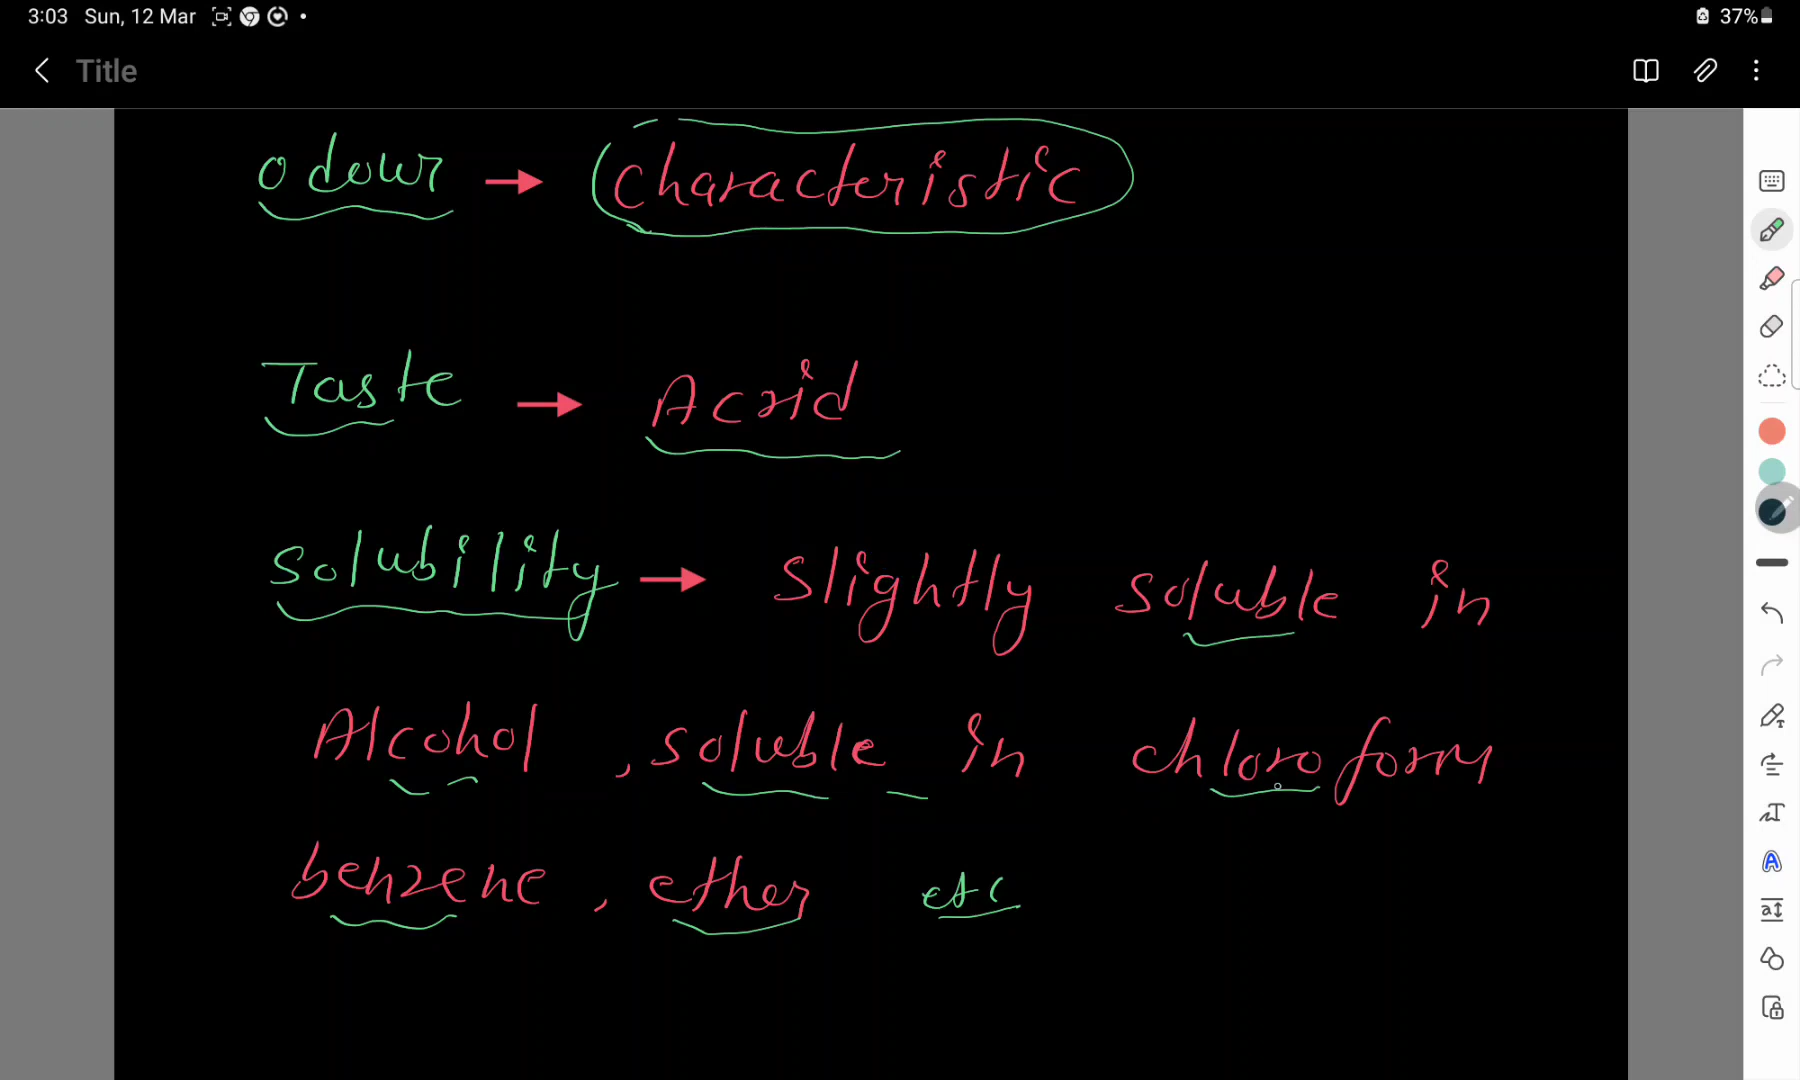 3:03 Sun, 12 Mar 37%
Title
odour → characteristic
Taste → Acrid
Solubility → Slightly soluble in
Alcohol , soluble in chloroform
benzene , ether etc